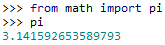 >>> from math import pi
>>> pi
3.141592653589793